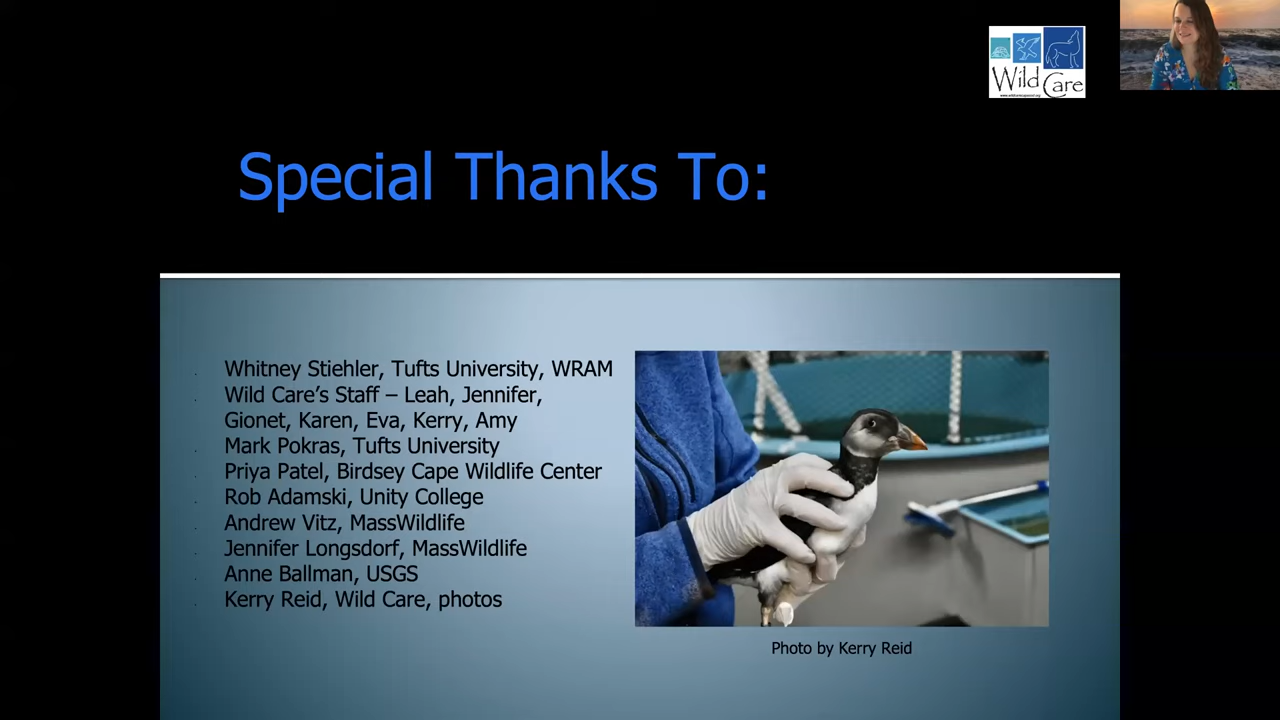 Wild Care
Special Thanks To:
Whitney Stiehler, Tufts University, WRAM
Wild Care's Staff – Leah, Jennifer,
Gionet, Karen, Eva, Kerry, Amy
Mark Pokras, Tufts University
Priya Patel, Birdsey Cape Wildlife Center
Rob Adamski, Unity College
Andrew Vitz, MassWildlife
Jennifer Longsdorf, MassWildlife
Anne Ballman, USGS
Kerry Reid, Wild Care, photos
Photo by Kerry Reid